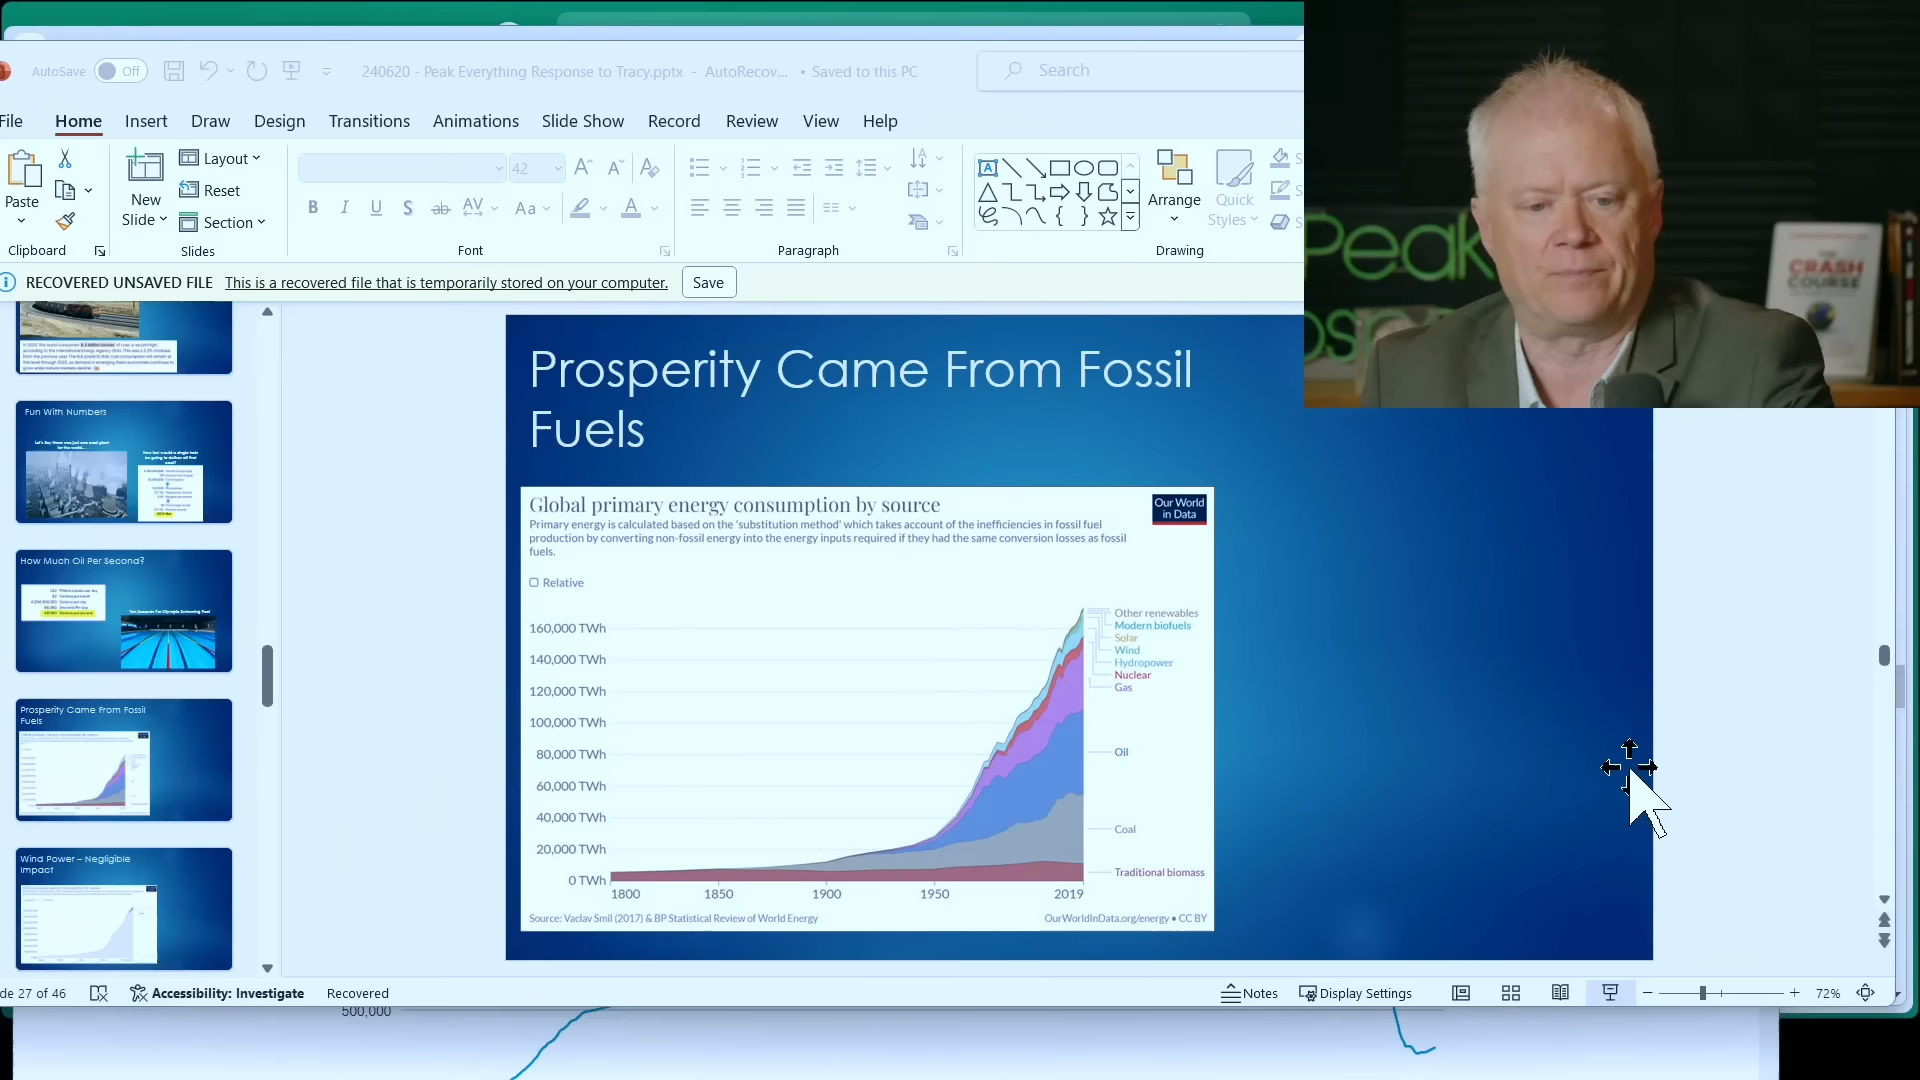 AutoSave
Off
240620 - Peak Everything Response to Tracy.pptx - AutoRecov... • Saved to this PC
Search
File
Home
Insert
Draw
Design
Transitions
Animations
Slide Show
Record
Review
View
Help
Paste
New
Slide
Layout
Reset
Section
42
B I U S ab AV Aa A
Arrange
Quick
Styles
Clipboard
Slides
Font
Paragraph
Drawing
RECOVERED UNSAVED FILE
This is a recovered file that is temporarily stored on your computer.
Save
Fun With Numbers
How Much Oil Per Second?
Ten Seconds Per Olympic Swimming Pool
Prosperity Came From Fossil
Fuels
Wind Power – Negligible
Impact
Prosperity Came From Fossil
Fuels
Global primary energy consumption by source
Our World
in Data
Primary energy is calculated based on the 'substitution method' which takes account of the inefficiencies in fossil fuel
production by converting non-fossil energy into the energy inputs required if they had the same conversion losses as fossil
fuels.
Relative
160,000 TWh
140,000 TWh
120,000 TWh
100,000 TWh
80,000 TWh
60,000 TWh
40,000 TWh
20,000 TWh
0 TWh
1800
1850
1900
1950
2019
Other renewables
Modern biofuels
Solar
Wind
Hydropower
Nuclear
Gas
Oil
Coal
Traditional biomass
Source: Vaclav Smil (2017) & BP Statistical Review of World Energy
OurWorldInData.org/energy • CC BY
de 27 of 46
Accessibility: Investigate
Recovered
Notes
Display Settings
72%
500,000
Peak
CRASH
COURSE